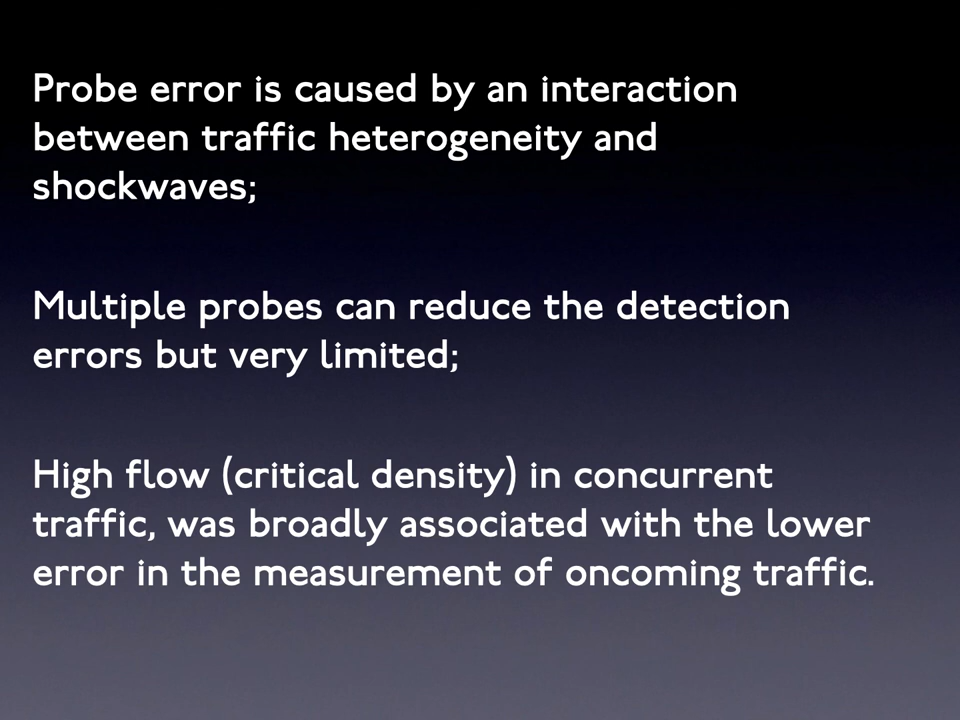 Probe error is caused by an interaction
between traffic heterogeneity and
shockwaves;
Multiple probes can reduce the detection
errors but very limited;
High flow (critical density) in concurrent
traffic, was broadly associated with the lower
error in the measurement of oncoming traffic.